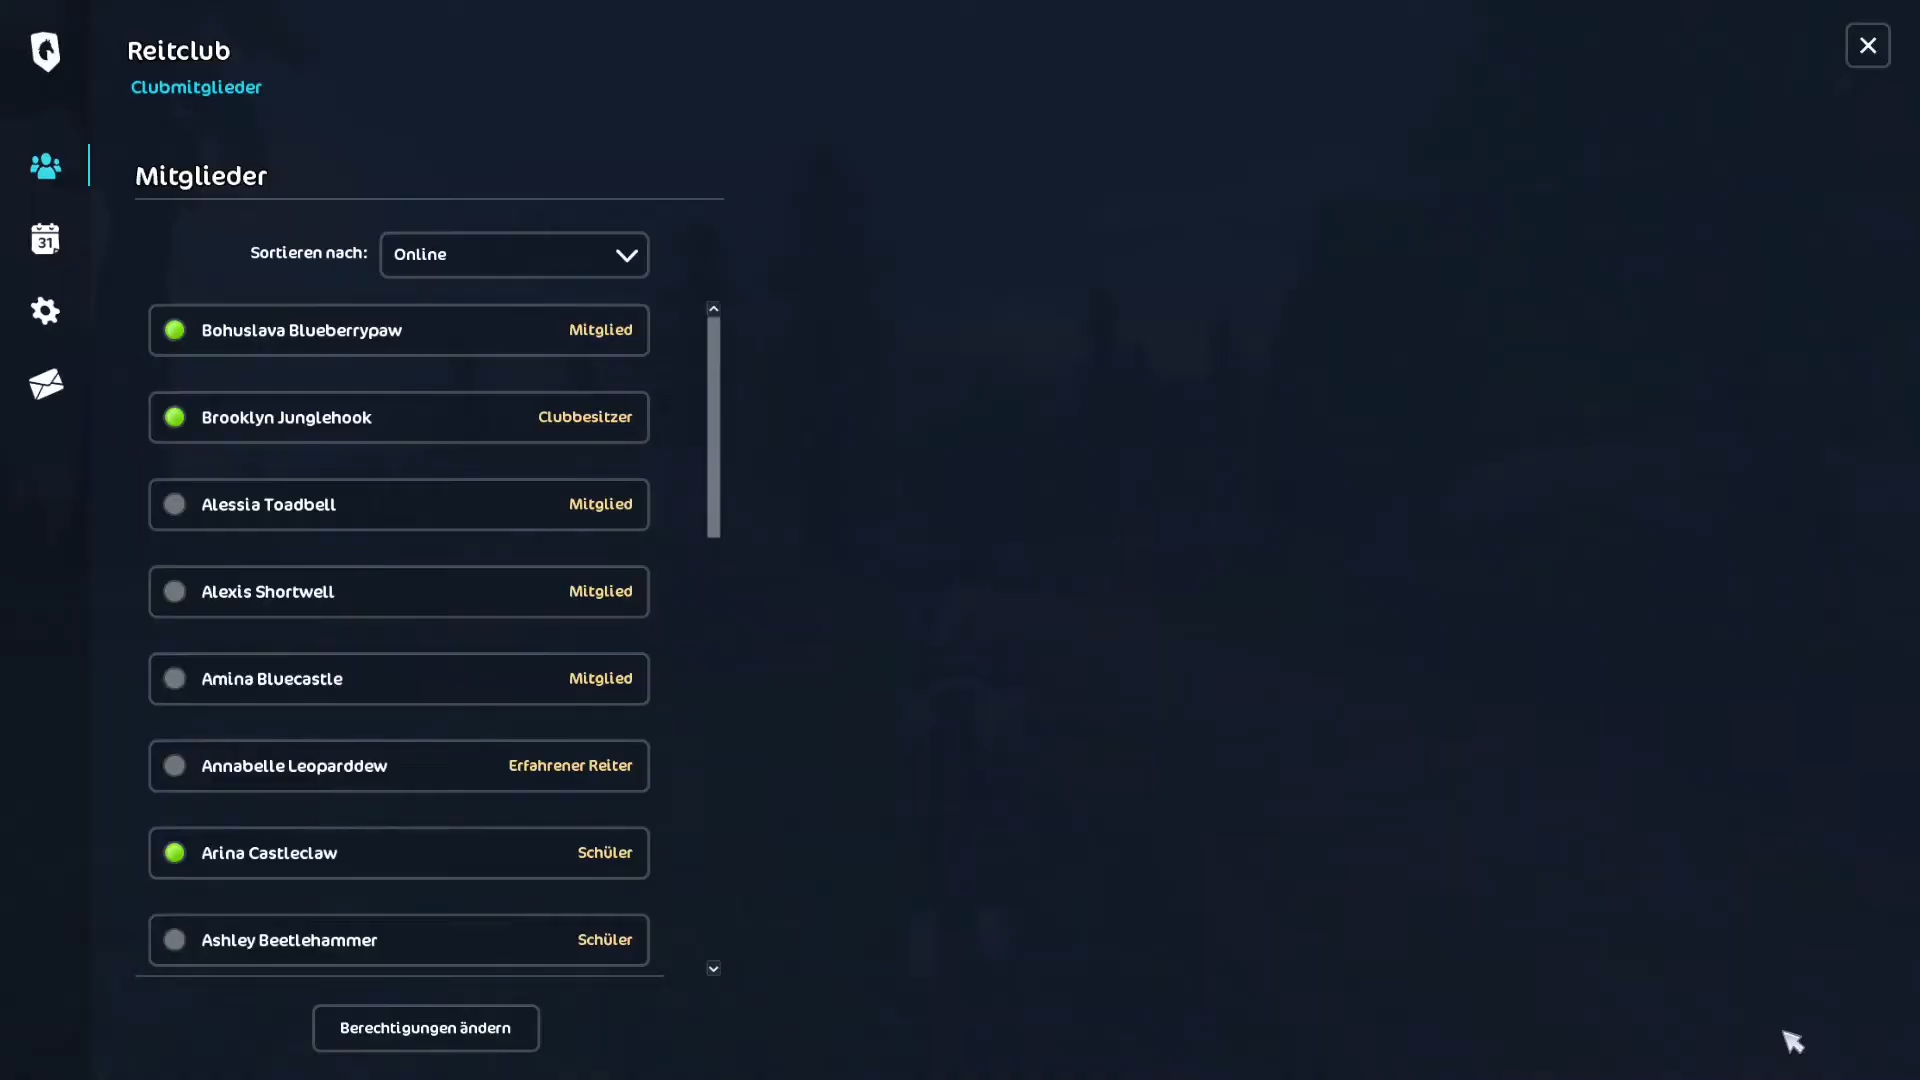 Reitclub
Clubmitglieder
31
Mitglieder
Sortieren nach: Online
Bohuslava Blueberrypaw Mitglied
Brooklyn Junglehook Clubbesitzer
Alessia Toadbell Mitglied
Alexis Shortwell Mitglied
Amina Bluecastle Mitglied
Annabelle Leoparddew Erfahrener Reiter
Arina Castleclaw Schüler
Ashley Beetlehammer Schüler
Berechtigungen ändern